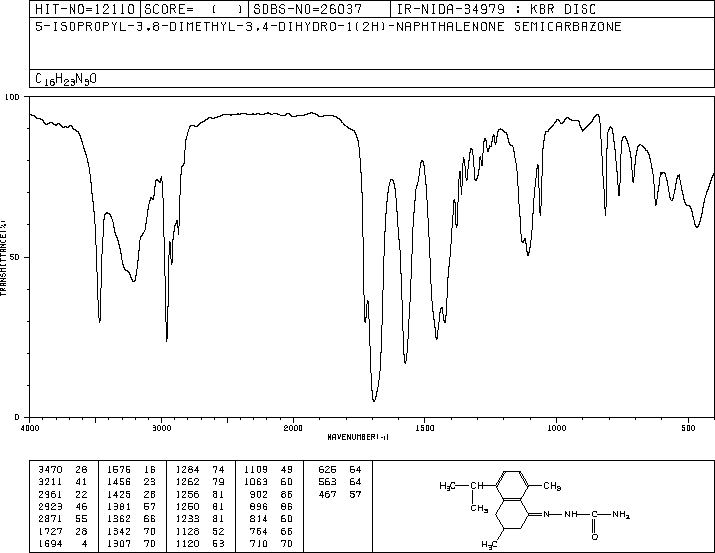 HIT-NO=12110 SCORE= ( ) SDBS-NO=26037 IR-NIDA-34979 : KBR DISC
5-ISOPROPYL-3,8-DIMETHYL-3,4-DIHYDRO-1(2H)-NAPHTHALENONE SEMICARBAZONE
C16H23N3O
100
50
0
TRANSMITTANCE(%)
4000 3000 2000 1500 1000 500
WAVENUMBER(-1)
3470 28 1576 16 1284 74 1109 49 626 64
3211 41 1456 23 1262 79 1063 60 563 64
2961 22 1425 28 1256 81 902 86 467 57
2923 46 1381 57 1250 81 896 86
2871 55 1362 66 1233 81 814 60
1727 28 1342 70 1128 52 764 66
1694 4 1307 70 1120 53 710 70
H3C
CH
CH3
H3C
N
NH
C
NH2
O
H3C